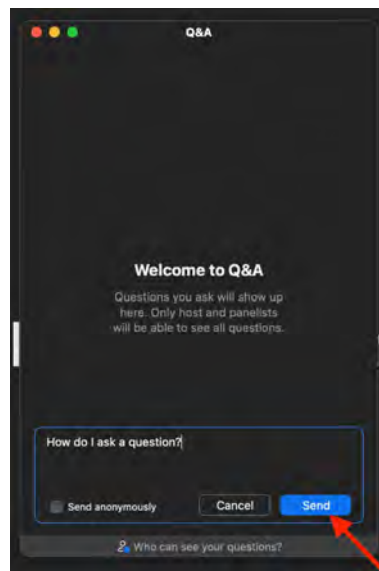 Q&A
Welcome to Q&A
Questions you ask will show up
here. Only host and panelists
will be able to see all questions.
How do I ask a question?
Send anonymously
Cancel
Send
Who can see your questions?